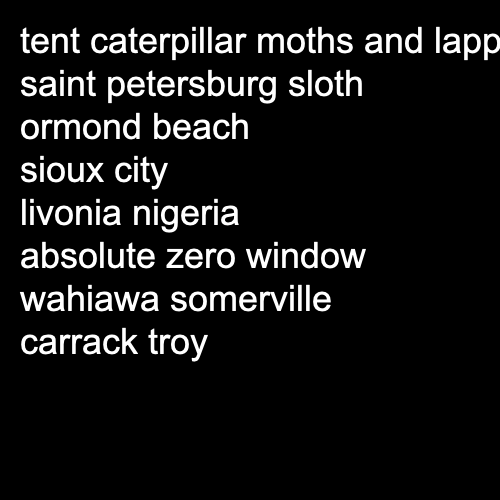 tent caterpillar moths and lapp
saint petersburg sloth
ormond beach
sioux city
livonia nigeria
absolute zero window
wahiawa somerville
carrack troy